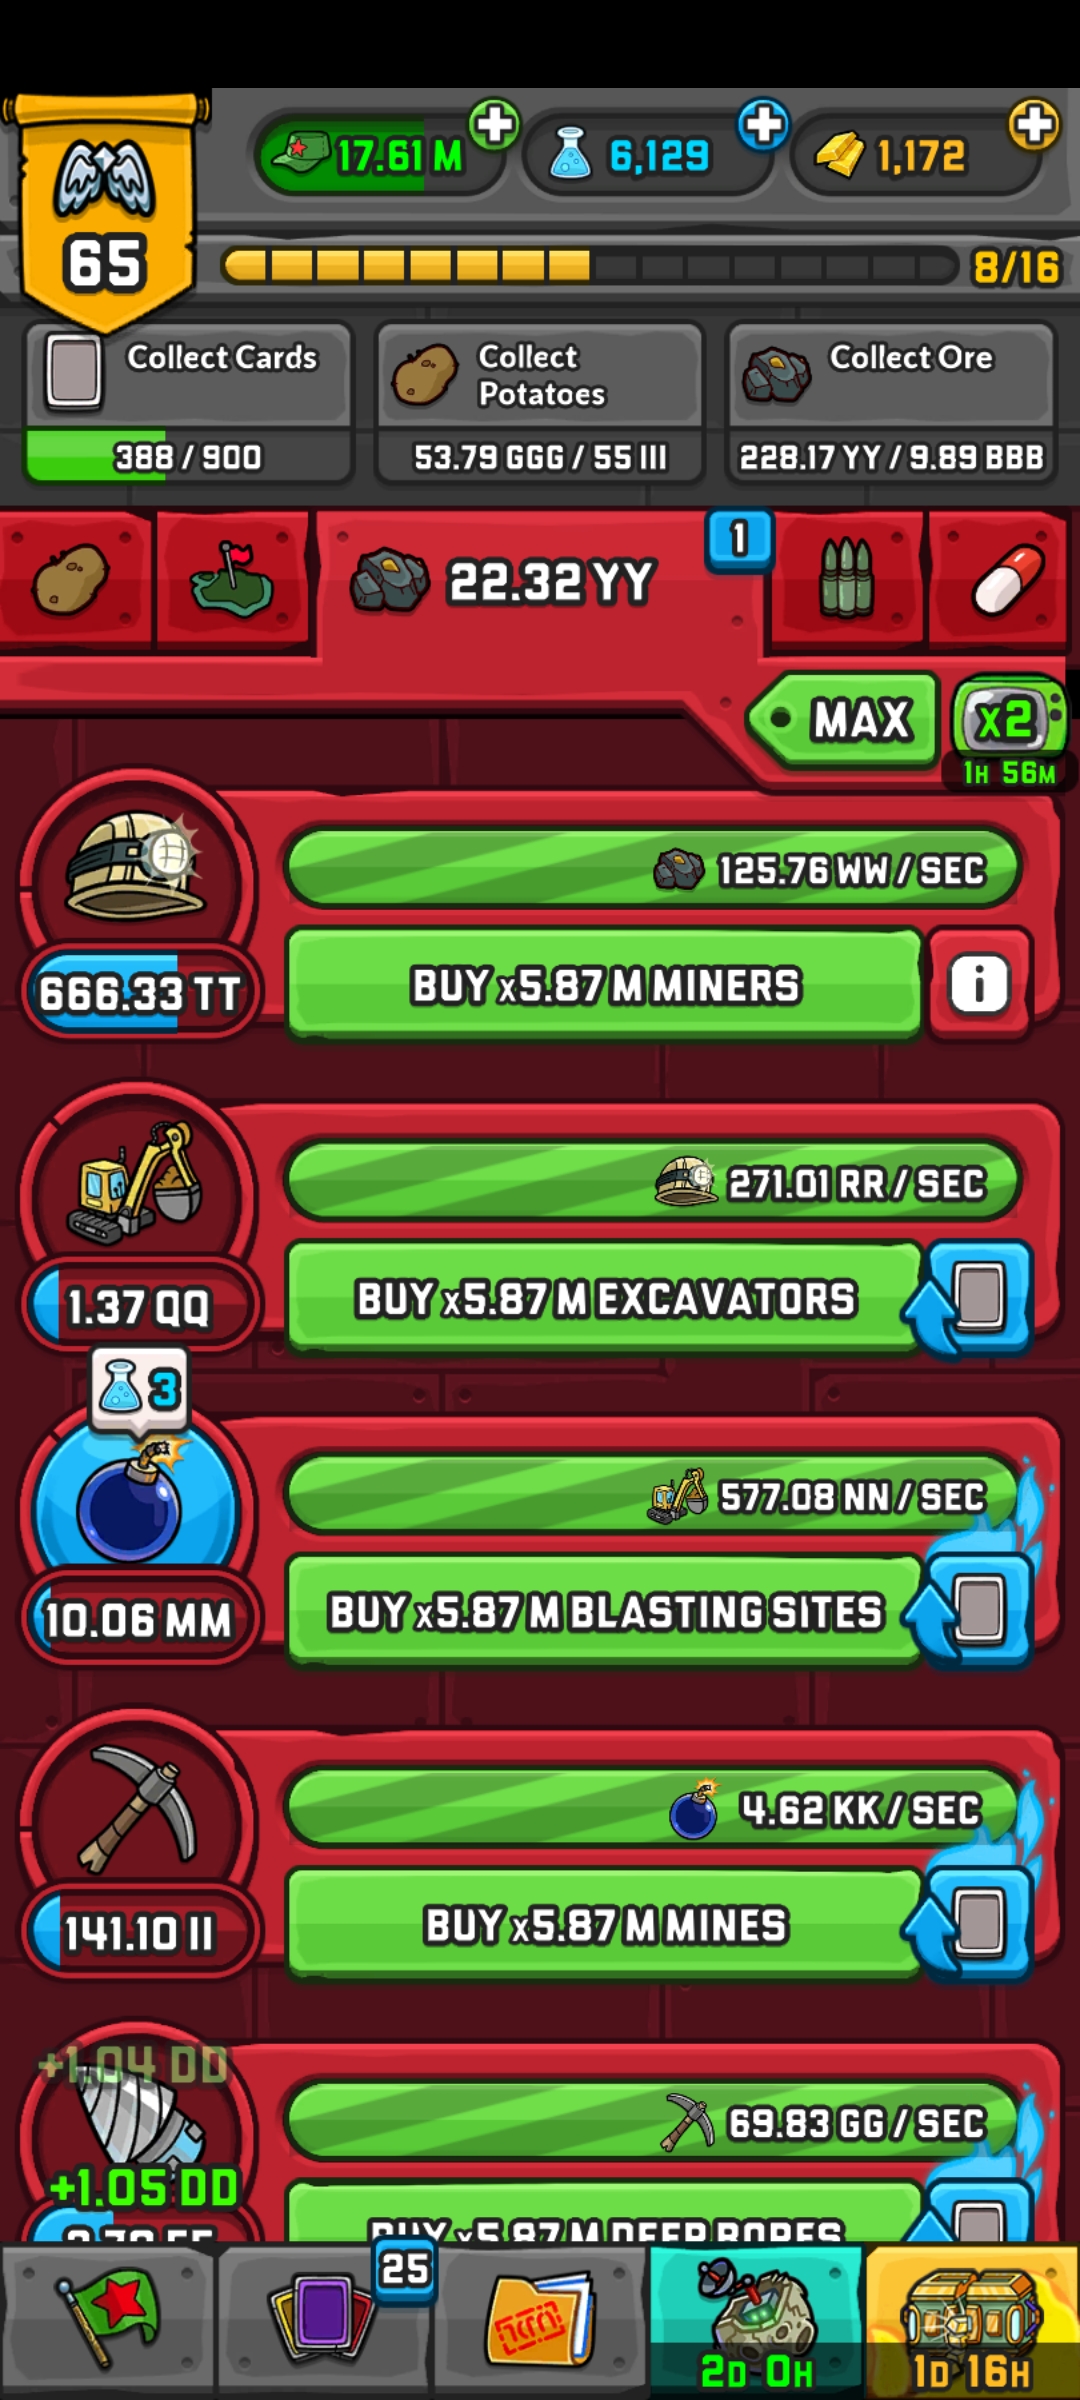 17.61 M
6,129
1,172
65
8/16
Collect Cards
388 / 900
Collect
Potatoes
53.79 GGG / 55 III
Collect Ore
228.17 YY / 9.89 BBB
22.32 YY
1
MAX
x2
1H 56M
125.76 WW / SEC
666.33 TT
BUY x5.87 M MINERS
i
271.01 RR / SEC
1.37 QQ
BUY x5.87 M EXCAVATORS
3
577.08 NN / SEC
10.06 MM
BUY x5.87 M BLASTING SITES
4.62 KK / SEC
141.10 II
BUY x5.87 M MINES
+1.04 DD
69.83 GG / SEC
+1.05 DD
BUY x5.87 M DEEP BORES
25
2D 0H
1D 16H